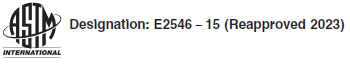 ASTM
INTERNATIONAL
Designation: E2546 – 15 (Reapproved 2023)